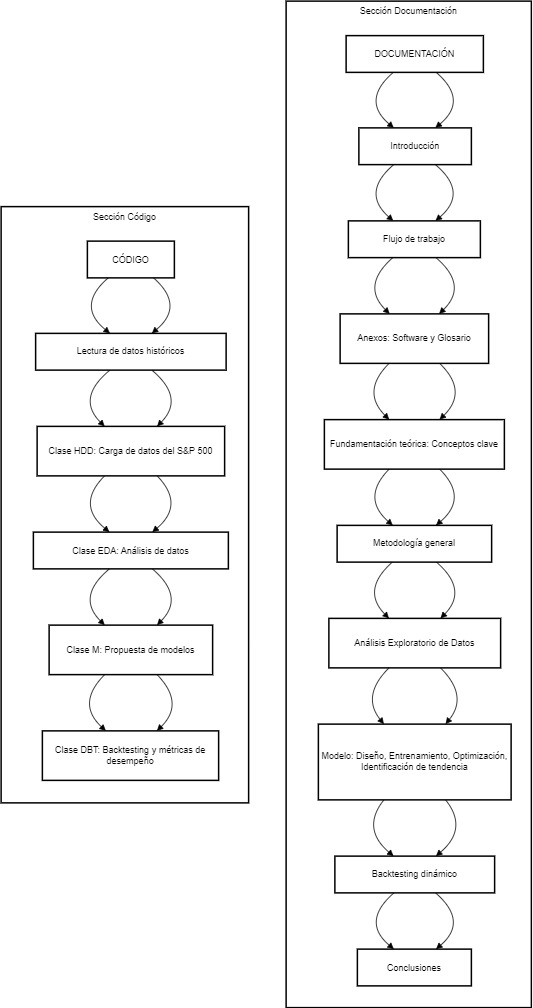 Sección Código
CÓDIGO
Lectura de datos históricos
Clase HDD: Carga de datos del S&P 500
Clase EDA: Análisis de datos
Clase M: Propuesta de modelos
Clase DBT: Backtesting y métricas de
desempeño
Sección Documentación
DOCUMENTACIÓN
Introducción
Flujo de trabajo
Anexos: Software y Glosario
Fundamentación teórica: Conceptos clave
Metodología general
Análisis Exploratorio de Datos
Modelo: Diseño, Entrenamiento, Optimización,
Identificación de tendencia
Backtesting dinámico
Conclusiones